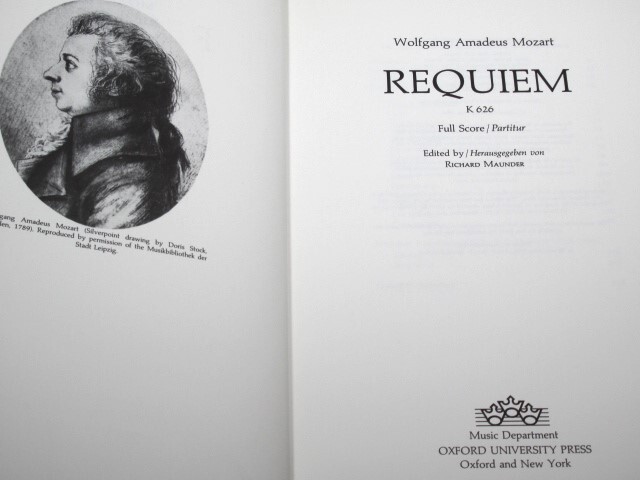 gang Amadeus Mozart (Silverpoint drawing by Doris Stock,
den, 1789). Reproduced by permission of the Musikbibliothek der
Stadt Leipzig.
Wolfgang Amadeus Mozart
REQUIEM
K 626
Full Score/Partitur
Edited by/Herausgegeben von
RICHARD MAUNDER
Music Department
OXFORD UNIVERSITY PRESS
Oxford and New York